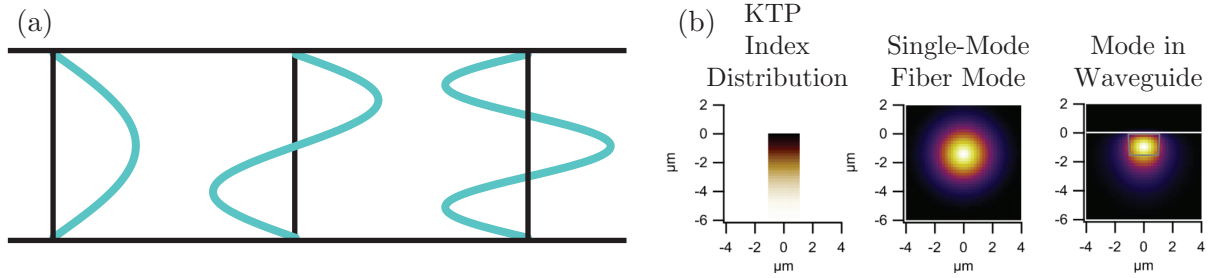 (a)
(b)
KTP
Index
Distribution
Single-Mode
Fiber Mode
Mode in
Waveguide
2
0
-2
-4
-6
µm
-4 -2 0 2 4
µm
2
0
-2
-4
-6
µm
-4 -2 0 2 4
µm
2
0
-2
-4
-6
µm
-4 -2 0 2 4
µm